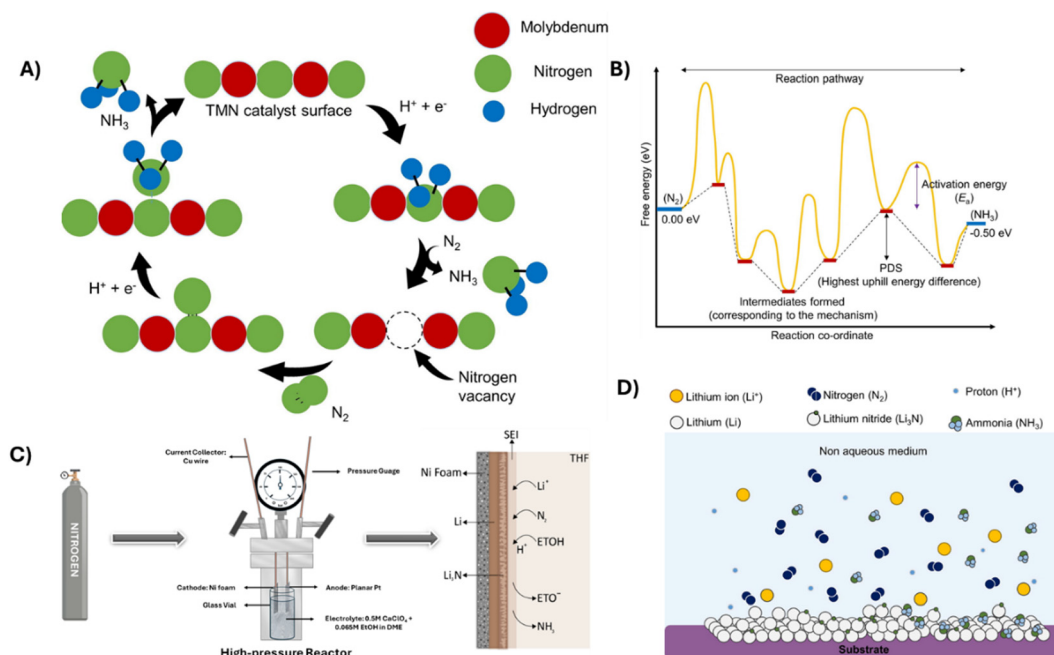 A)
Molybdenum
Nitrogen
Hydrogen
NH₃
TMN catalyst surface
H⁺ + e⁻
N₂
NH₃
H⁺ + e⁻
N₂
Nitrogen
vacancy
B)
Reaction pathway
Free energy (eV)
(N₂)
0.00 eV
Activation energy
(Eₐ)
(NH₃)
-0.50 eV
PDS
(Highest uphill energy difference)
Intermediates formed
(corresponding to the mechanism)
Reaction co-ordinate
C)
NITROGEN
Current Collector:
Cu wire
Pressure Guage
Cathode: Ni foam
Anode: Planar Pt
Glass Vial
Electrolyte: 0.5M CaClO₄ +
0.065M EtOH in DME
High-pressure Reactor
SEI
THF
Ni Foam
Li
Li₃N
Li⁺
N₂
H⁺
ETOH
ETO⁻
NH₃
D)
Lithium ion (Li⁺)
Nitrogen (N₂)
Proton (H⁺)
Lithium (Li)
Lithium nitride (Li₃N)
Ammonia (NH₃)
Non aqueous medium
Substrate